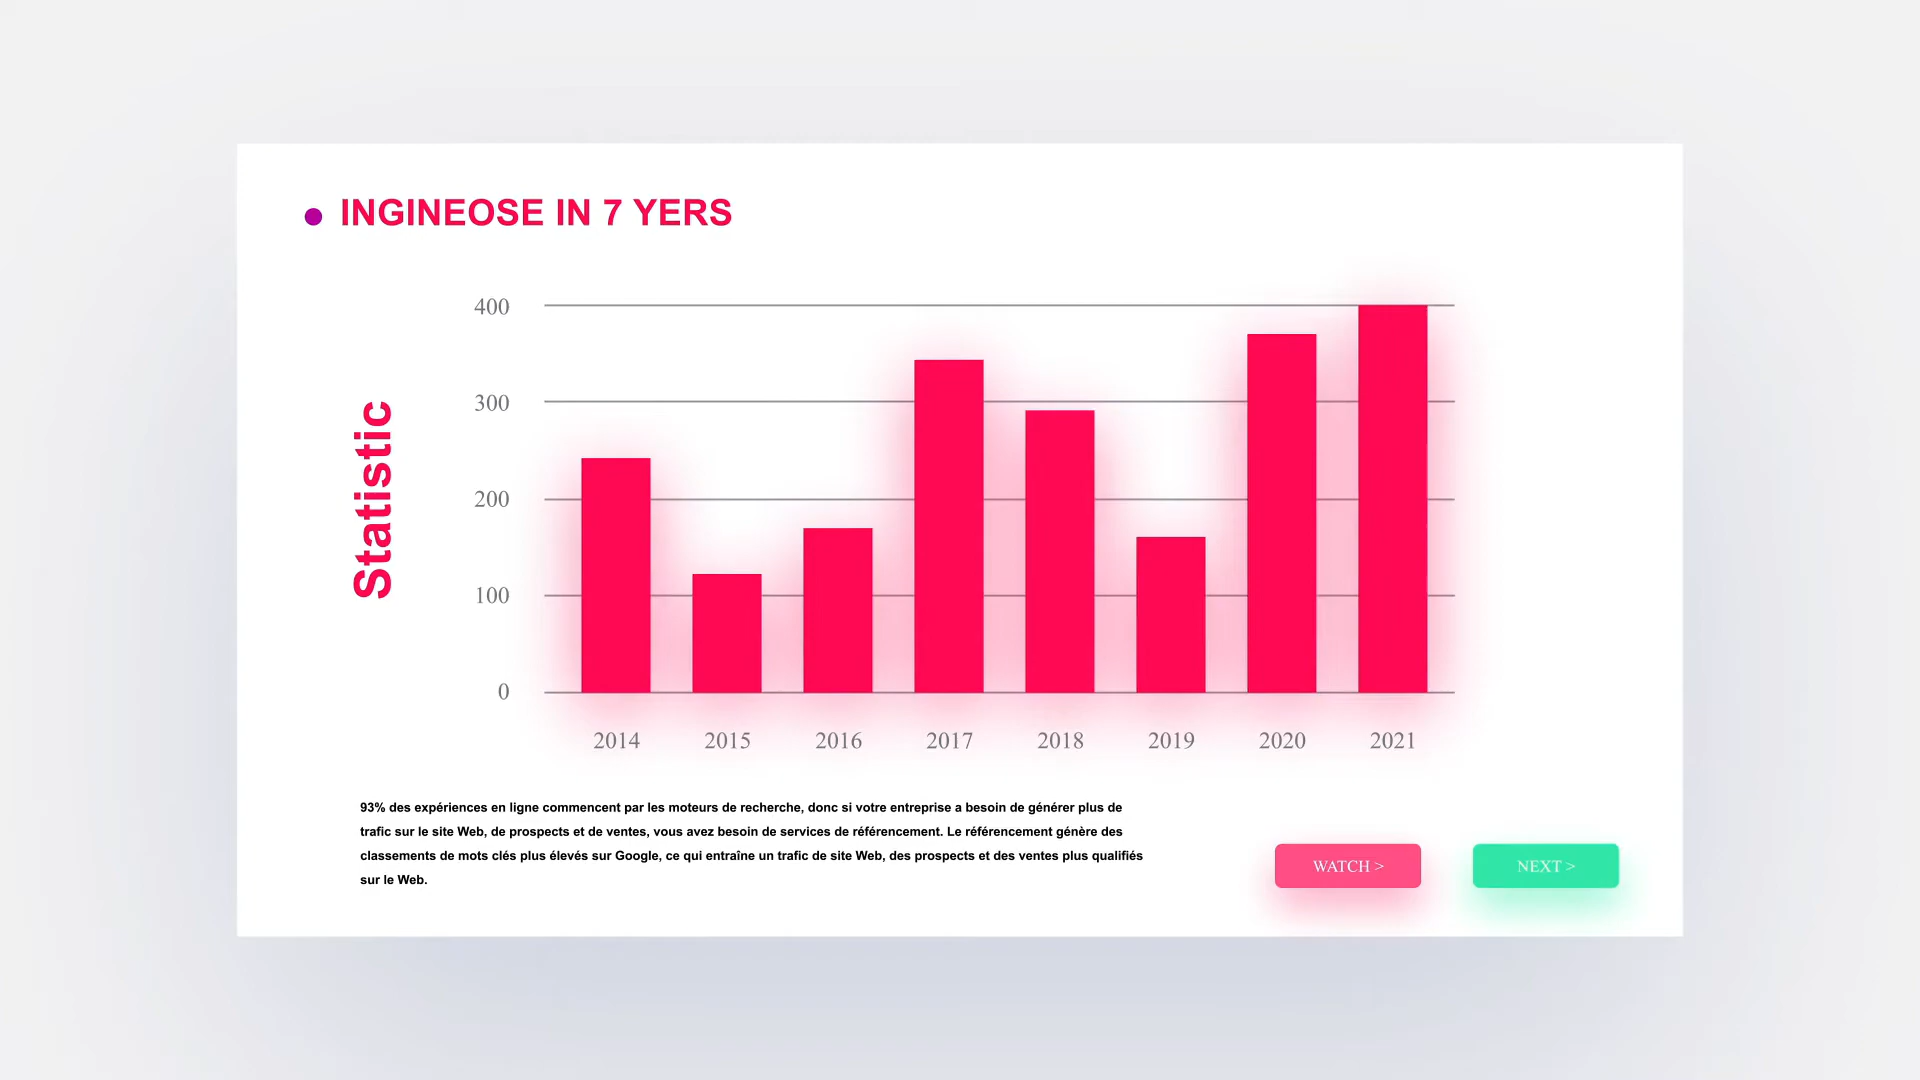 INGINEOSE IN 7 YERS
Statistic
400
300
200
100
0
2014 2015 2016 2017 2018 2019 2020 2021
93% des expériences en ligne commencent par les moteurs de recherche, donc si votre entreprise a besoin de générer plus de
trafic sur le site Web, de prospects et de ventes, vous avez besoin de services de référencement. Le référencement génère des
classements de mots clés plus élevés sur Google, ce qui entraîne un trafic de site Web, des prospects et des ventes plus qualifiés
sur le Web.
WATCH > NEXT >